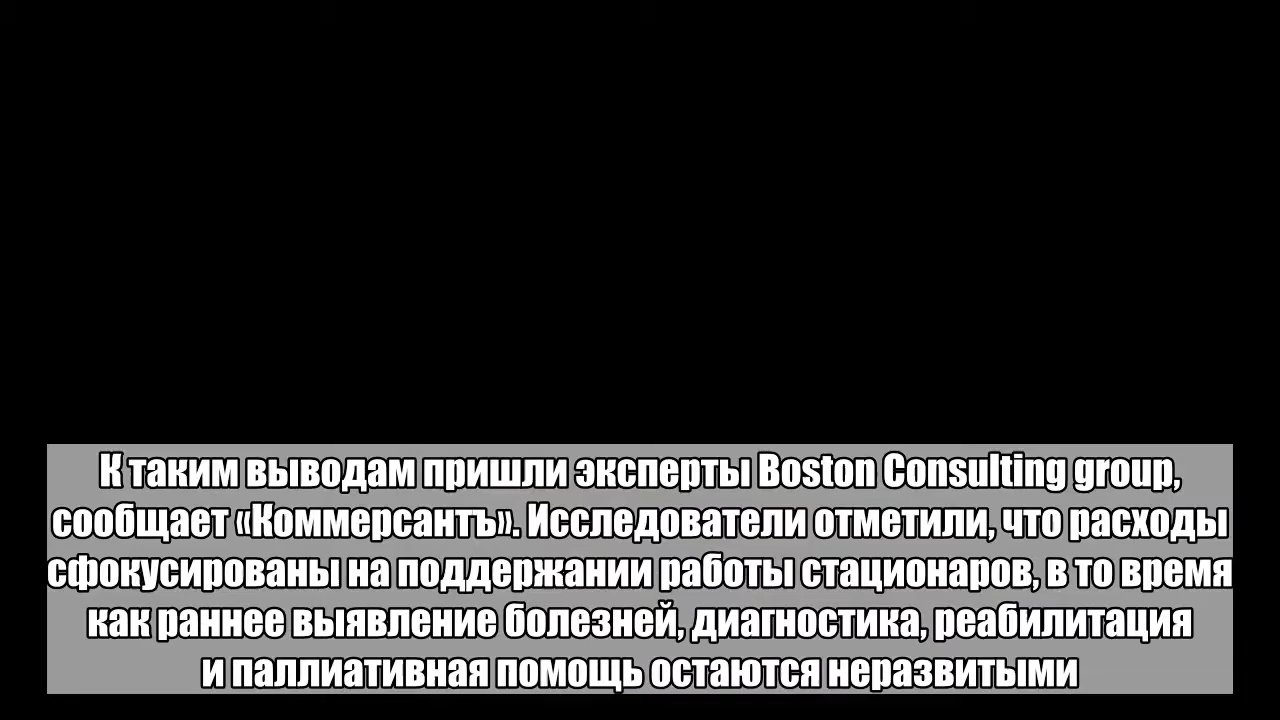 К таким выводам пришли эксперты Boston Consulting group,
сообщает «Коммерсантъ». Исследователи отметили, что расходы
сфокусированы на поддержании работы стационаров, в то время
как раннее выявление болезней, диагностика, реабилитация
и паллиативная помощь остаются неразвитыми